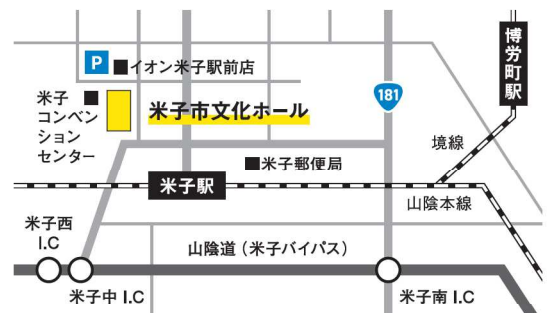 P
■イオン米子駅前店
米子■
コンベン
ション
センター
米子市文化ホール
181
博労町駅
境線
■米子郵便局
米子駅
山陰本線
米子西
I.C
山陰道（米子バイパス）
米子中 I.C
米子南 I.C